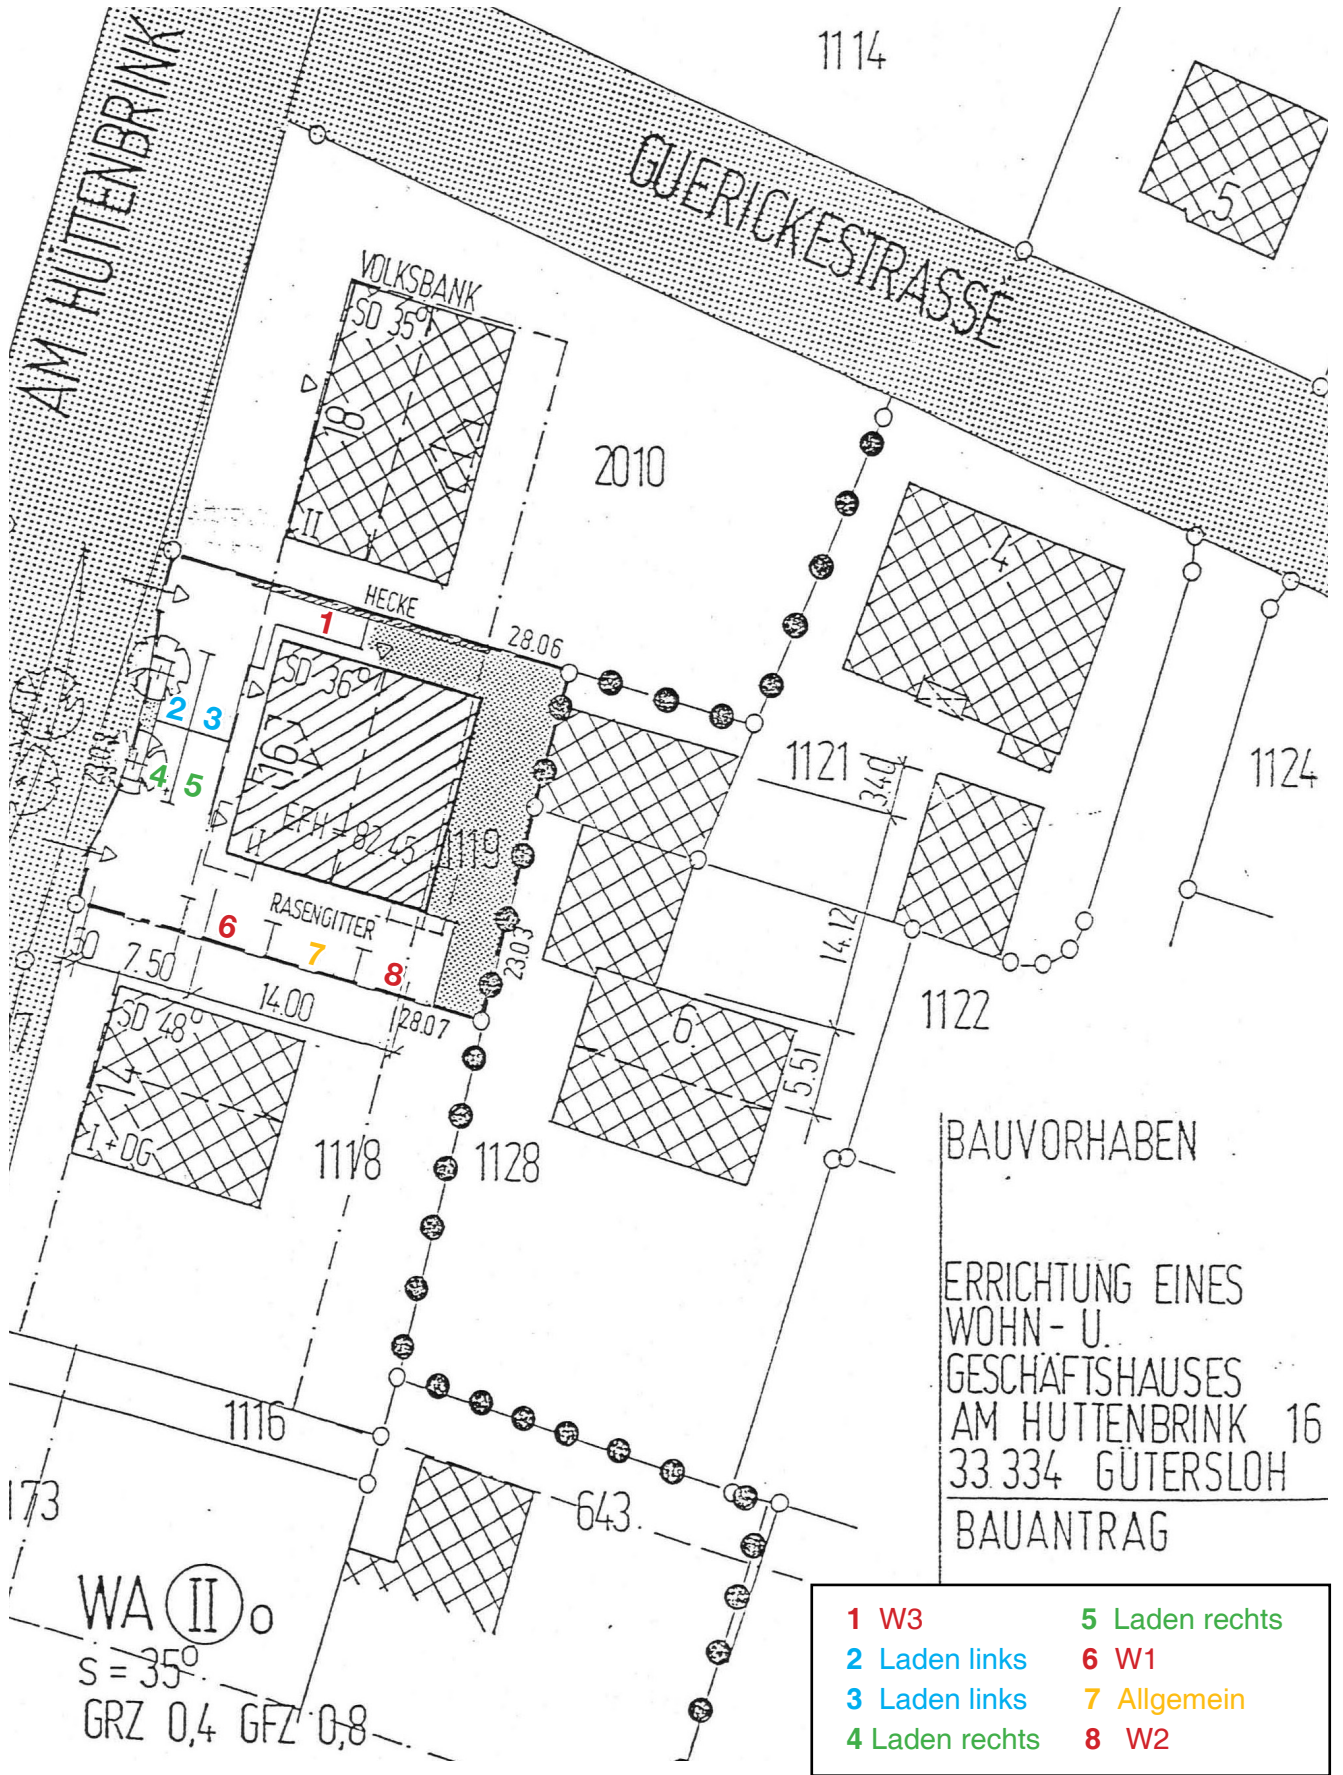 1114
AM HÜTTENBRINK
GUERICKESTRASSE
5
VOLKSBANK
SD 35°
18
II
2010
4
HECKE
28.06
1
SD 36°
2
3
16
4
5
1121
3.40
1124
EFH = 82.45
1119
II
RASENGITTER
6
7
8
23.03
14.12
7.50
14.00
28.07
1122
SD 48°
14
I + DG
6
5.51
1118
1128
BAUVORHABEN
ERRICHTUNG EINES
WOHN- U.
GESCHÄFTSHAUSES
AM HÜTTENBRINK 16
33.334 GÜTERSLOH
BAUANTRAG
1116
173
643
WA II o
S = 35°
GRZ 0,4 GFZ 0,8
1 W3
2 Laden links
3 Laden links
4 Laden rechts
5 Laden rechts
6 W1
7 Allgemein
8 W2